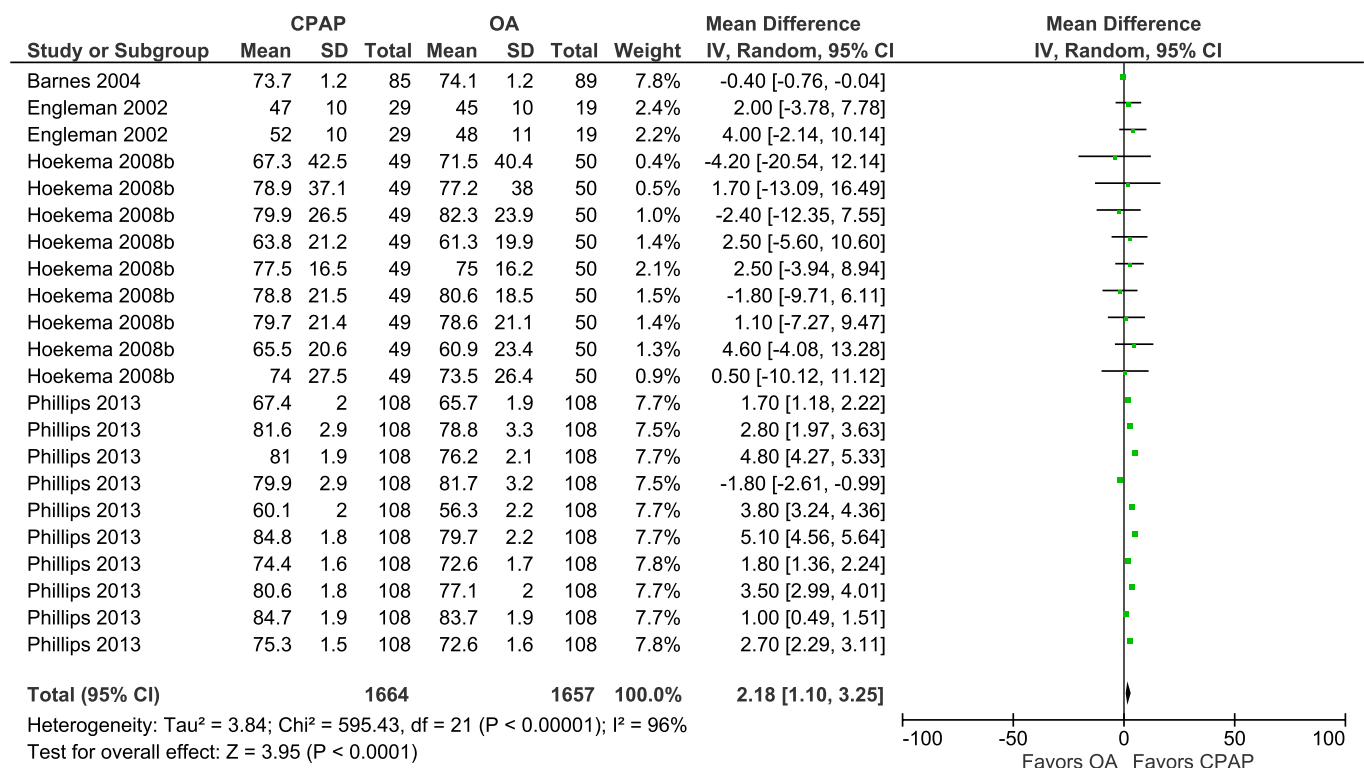 CPAP OA Mean Difference Mean Difference
Study or Subgroup Mean SD Total Mean SD Total Weight IV, Random, 95% CI IV, Random, 95% CI
Barnes 2004 73.7 1.2 85 74.1 1.2 89 7.8% -0.40 [-0.76, -0.04]
Engleman 2002 47 10 29 45 10 19 2.4% 2.00 [-3.78, 7.78]
Engleman 2002 52 10 29 48 11 19 2.2% 4.00 [-2.14, 10.14]
Hoekema 2008b 67.3 42.5 49 71.5 40.4 50 0.4% -4.20 [-20.54, 12.14]
Hoekema 2008b 78.9 37.1 49 77.2 38 50 0.5% 1.70 [-13.09, 16.49]
Hoekema 2008b 79.9 26.5 49 82.3 23.9 50 1.0% -2.40 [-12.35, 7.55]
Hoekema 2008b 63.8 21.2 49 61.3 19.9 50 1.4% 2.50 [-5.60, 10.60]
Hoekema 2008b 77.5 16.5 49 75 16.2 50 2.1% 2.50 [-3.94, 8.94]
Hoekema 2008b 78.8 21.5 49 80.6 18.5 50 1.5% -1.80 [-9.71, 6.11]
Hoekema 2008b 79.7 21.4 49 78.6 21.1 50 1.4% 1.10 [-7.27, 9.47]
Hoekema 2008b 65.5 20.6 49 60.9 23.4 50 1.3% 4.60 [-4.08, 13.28]
Hoekema 2008b 74 27.5 49 73.5 26.4 50 0.9% 0.50 [-10.12, 11.12]
Phillips 2013 67.4 2 108 65.7 1.9 108 7.7% 1.70 [1.18, 2.22]
Phillips 2013 81.6 2.9 108 78.8 3.3 108 7.5% 2.80 [1.97, 3.63]
Phillips 2013 81 1.9 108 76.2 2.1 108 7.7% 4.80 [4.27, 5.33]
Phillips 2013 79.9 2.9 108 81.7 3.2 108 7.5% -1.80 [-2.61, -0.99]
Phillips 2013 60.1 2 108 56.3 2.2 108 7.7% 3.80 [3.24, 4.36]
Phillips 2013 84.8 1.8 108 79.7 2.2 108 7.7% 5.10 [4.56, 5.64]
Phillips 2013 74.4 1.6 108 72.6 1.7 108 7.8% 1.80 [1.36, 2.24]
Phillips 2013 80.6 1.8 108 77.1 2 108 7.7% 3.50 [2.99, 4.01]
Phillips 2013 84.7 1.9 108 83.7 1.9 108 7.7% 1.00 [0.49, 1.51]
Phillips 2013 75.3 1.5 108 72.6 1.6 108 7.8% 2.70 [2.29, 3.11]
Total (95% CI) 1664 1657 100.0% 2.18 [1.10, 3.25]
Heterogeneity: Tau² = 3.84; Chi² = 595.43, df = 21 (P < 0.00001); I² = 96%
Test for overall effect: Z = 3.95 (P < 0.0001)
-100 -50 0 50 100
Favors OA Favors CPAP